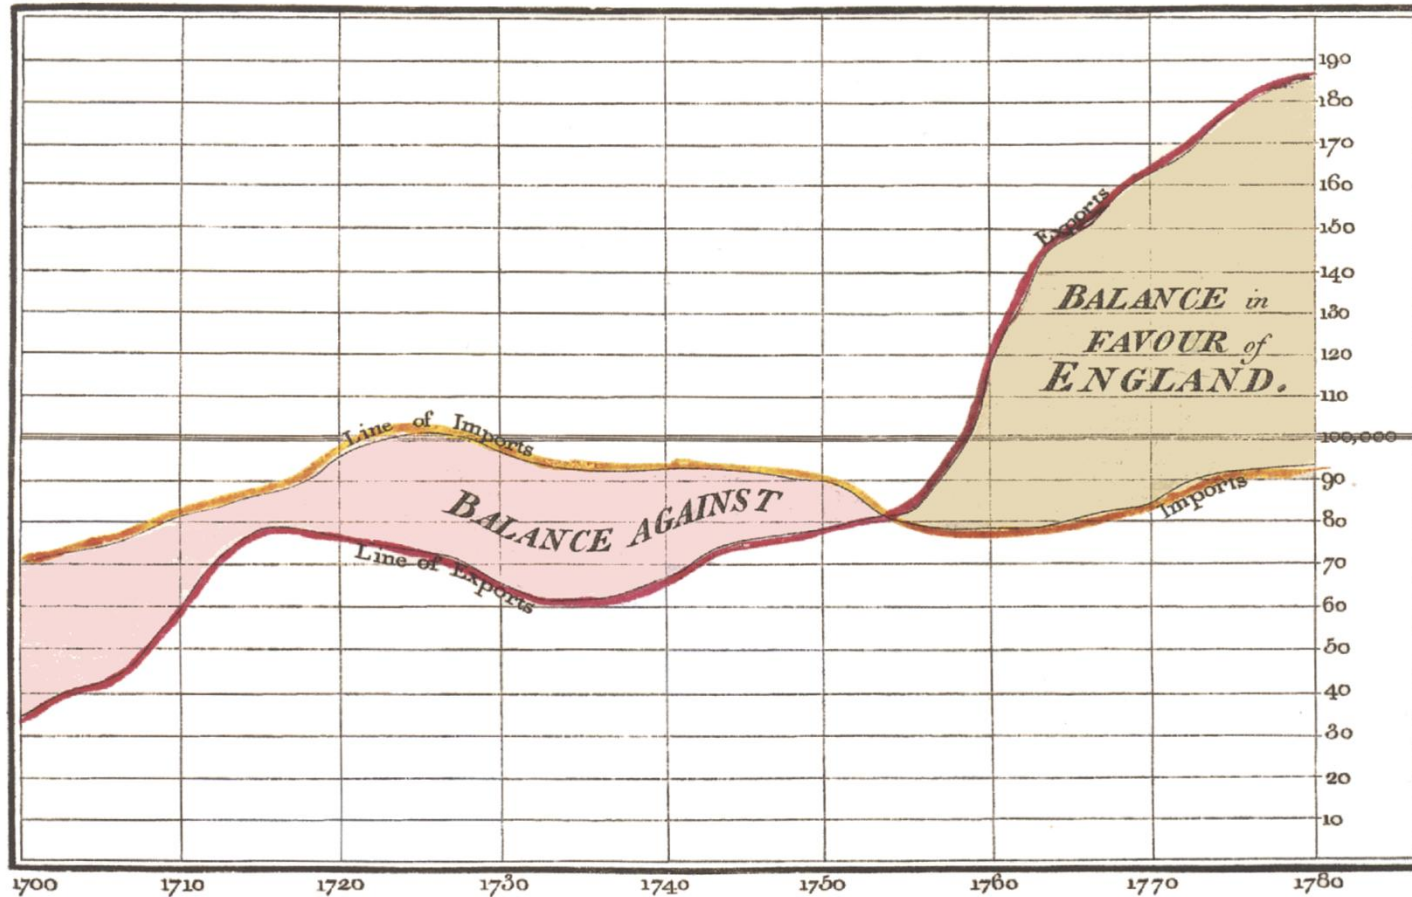 190
180
170
160
150
140
130
120
110
100,000
90
80
70
60
50
40
30
20
10
Exports
BALANCE in
FAVOUR of
ENGLAND.
Line of Imports
BALANCE AGAINST
Imports
Line of Exports
1700 1710 1720 1730 1740 1750 1760 1770 1780